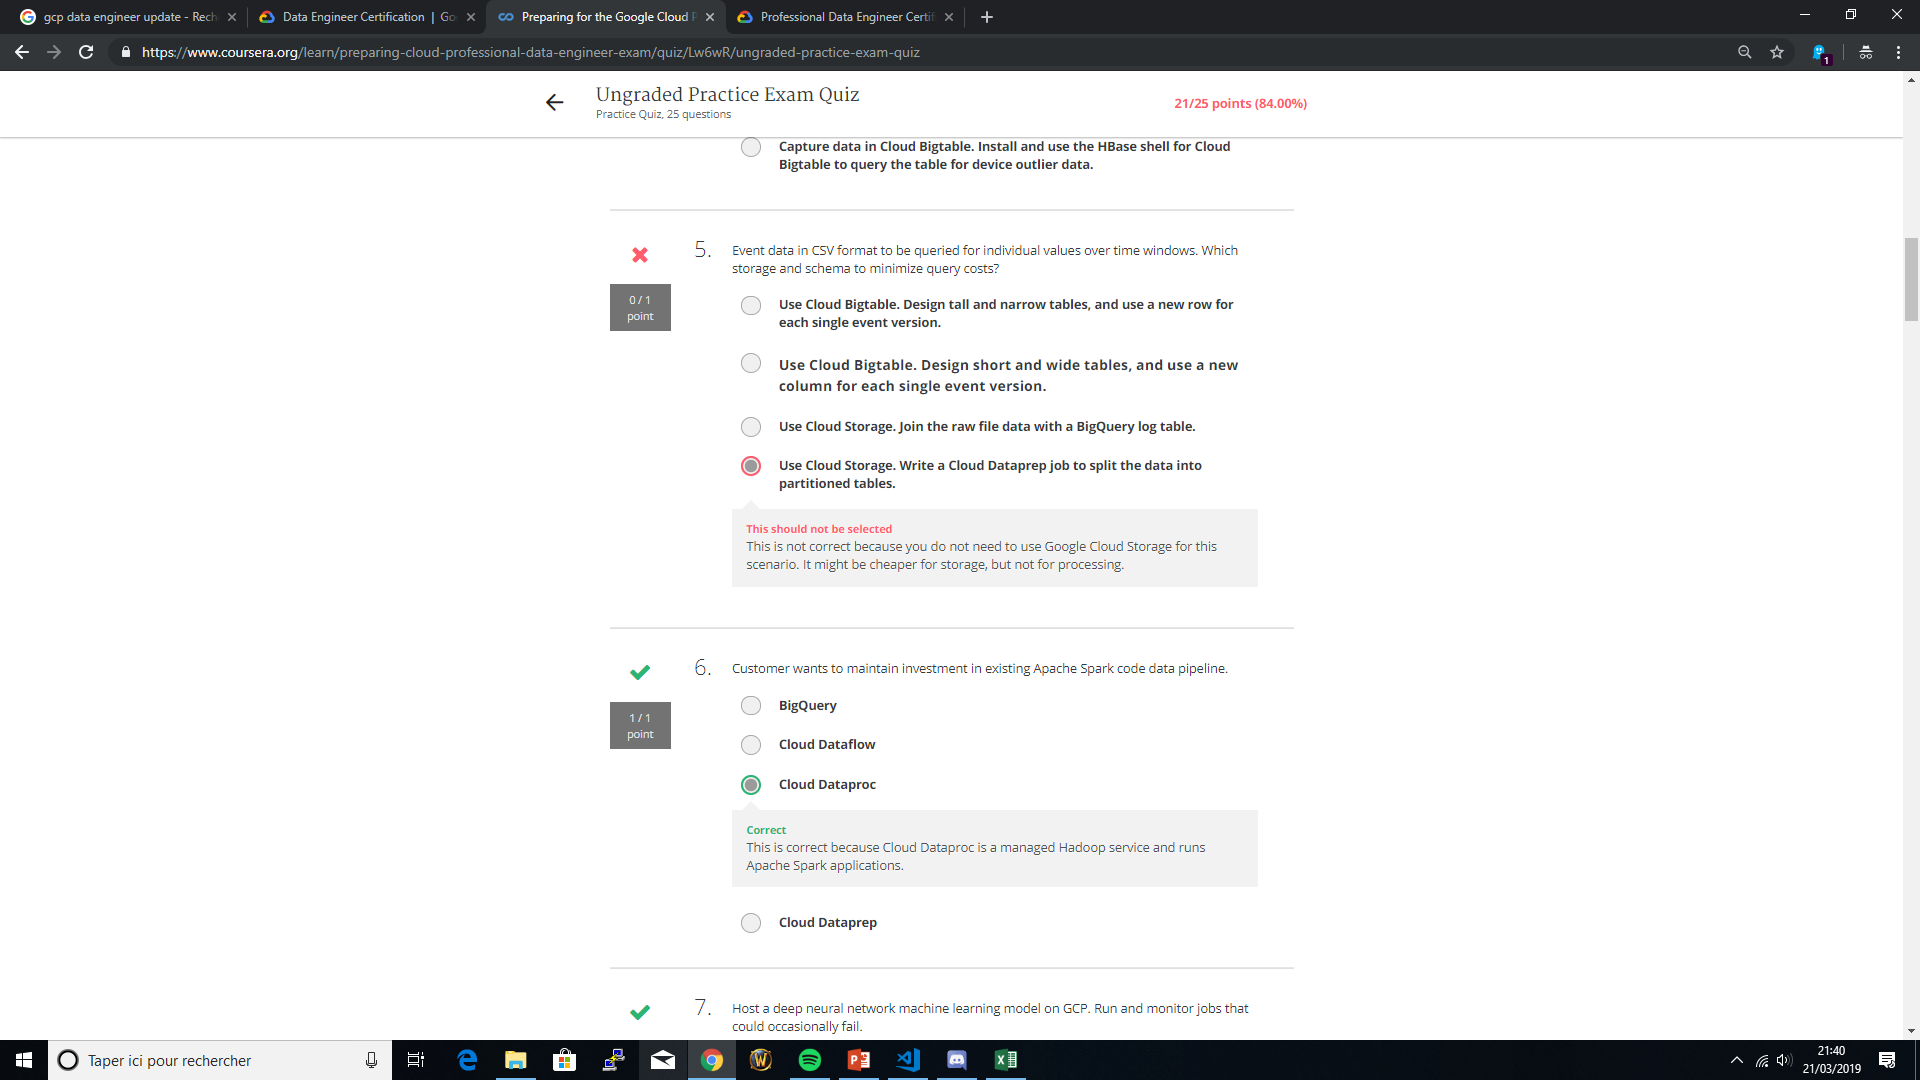 gcp data engineer update - Rech
Data Engineer Certification | Go
Preparing for the Google Cloud P
Professional Data Engineer Certif
https://www.coursera.org/learn/preparing-cloud-professional-data-engineer-exam/quiz/Lw6wR/ungraded-practice-exam-quiz
1
Ungraded Practice Exam Quiz
Practice Quiz, 25 questions
21/25 points (84.00%)
Capture data in Cloud Bigtable. Install and use the HBase shell for Cloud
Bigtable to query the table for device outlier data.
0 / 1
point
5.
Event data in CSV format to be queried for individual values over time windows. Which
storage and schema to minimize query costs?
Use Cloud Bigtable. Design tall and narrow tables, and use a new row for
each single event version.
Use Cloud Bigtable. Design short and wide tables, and use a new
column for each single event version.
Use Cloud Storage. Join the raw file data with a BigQuery log table.
Use Cloud Storage. Write a Cloud Dataprep job to split the data into
partitioned tables.
This should not be selected
This is not correct because you do not need to use Google Cloud Storage for this
scenario. It might be cheaper for storage, but not for processing.
1 / 1
point
6.
Customer wants to maintain investment in existing Apache Spark code data pipeline.
BigQuery
Cloud Dataflow
Cloud Dataproc
Correct
This is correct because Cloud Dataproc is a managed Hadoop service and runs
Apache Spark applications.
Cloud Dataprep
7.
Host a deep neural network machine learning model on GCP. Run and monitor jobs that
could occasionally fail.
Taper ici pour rechercher
21:40
21/03/2019